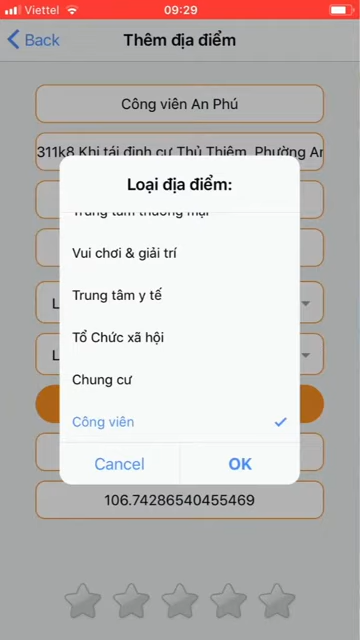 Viettel 09:29
Back Thêm địa điểm
Công viên An Phú
311k8 Khi tái định cư Thủ Thiêm, Phường An
Loại địa điểm:
Trung tâm thương mại
Vui chơi & giải trí
Trung tâm y tế
Tổ Chức xã hội
Chung cư
Công viên
Cancel OK
106.74286540455469